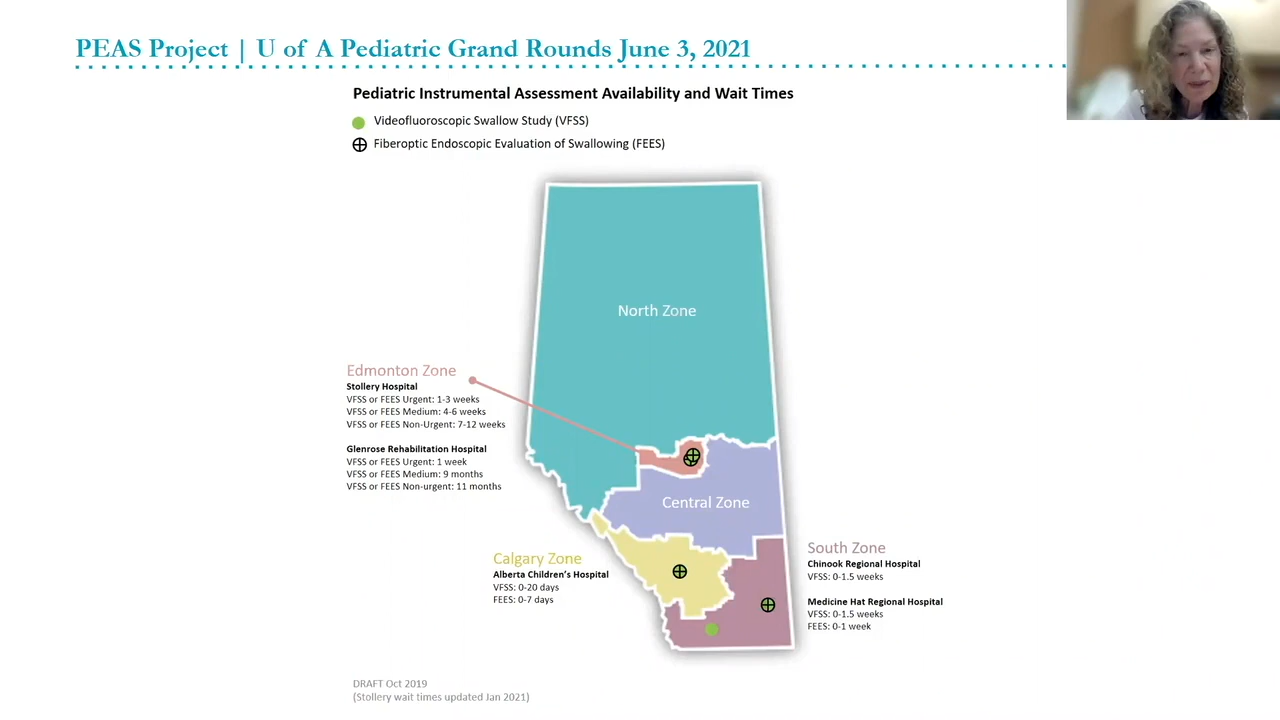 PEAS Project | U of A Pediatric Grand Rounds June 3, 2021
Pediatric Instrumental Assessment Availability and Wait Times
Videofluoroscopic Swallow Study (VFSS)
Fiberoptic Endoscopic Evaluation of Swallowing (FEES)
North Zone
Edmonton Zone
Stollery Hospital
VFSS or FEES Urgent: 1-3 weeks
VFSS or FEES Medium: 4-6 weeks
VFSS or FEES Non-Urgent: 7-12 weeks
Glenrose Rehabilitation Hospital
VFSS or FEES Urgent: 1 week
VFSS or FEES Medium: 9 months
VFSS or FEES Non-urgent: 11 months
Central Zone
Calgary Zone
Alberta Children's Hospital
VFSS: 0-20 days
FEES: 0-7 days
South Zone
Chinook Regional Hospital
VFSS: 0-1.5 weeks
Medicine Hat Regional Hospital
VFSS: 0-1.5 weeks
FEES: 0-1 week
DRAFT Oct 2019
(Stollery wait times updated Jan 2021)